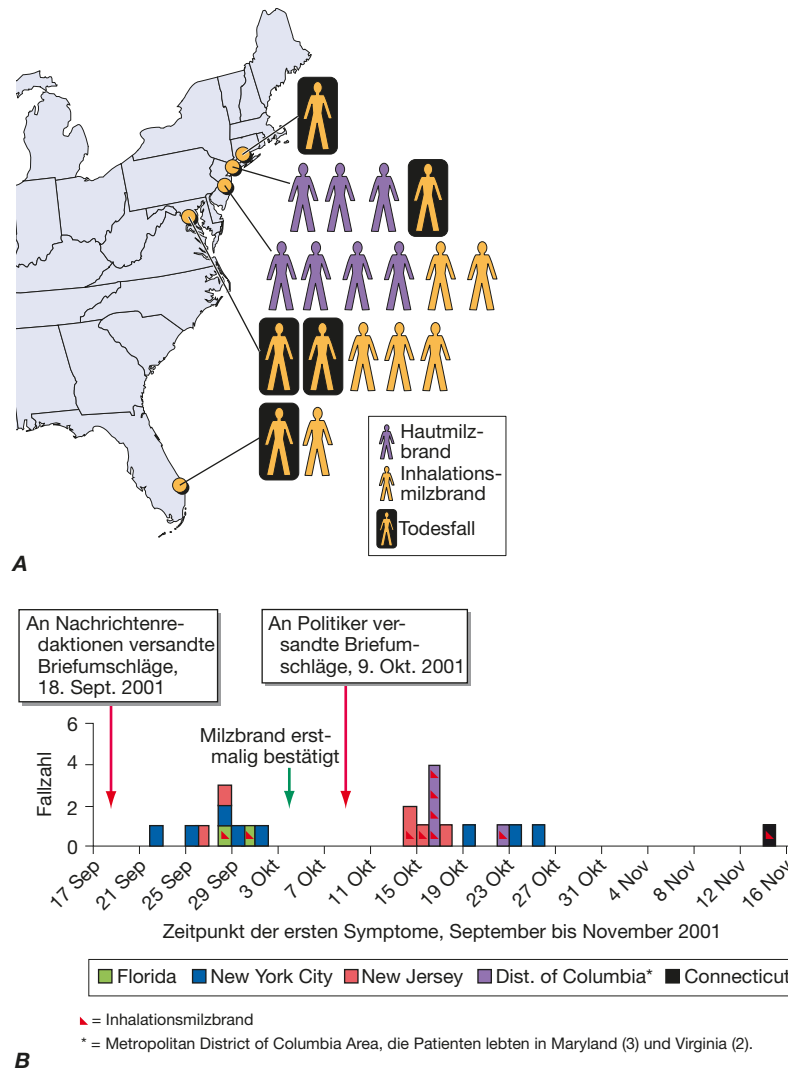 Hautmilz-
brand
Inhalations-
milzbrand
Todesfall
A
An Nachrichtenre-
daktionen versandte
Briefumschläge,
18. Sept. 2001
An Politiker ver-
sandte Briefum-
schläge, 9. Okt. 2001
Milzbrand erst-
malig bestätigt
Fallzahl
6
4
2
0
17 Sep
21 Sep
25 Sep
29 Sep
3 Okt
7 Okt
11 Okt
15 Okt
19 Okt
23 Okt
27 Okt
31 Okt
4 Nov
8 Nov
12 Nov
16 Nov
Zeitpunkt der ersten Symptome, September bis November 2001
Florida New York City New Jersey Dist. of Columbia* Connecticut
= Inhalationsmilzbrand
* = Metropolitan District of Columbia Area, die Patienten lebten in Maryland (3) und Virginia (2).
B